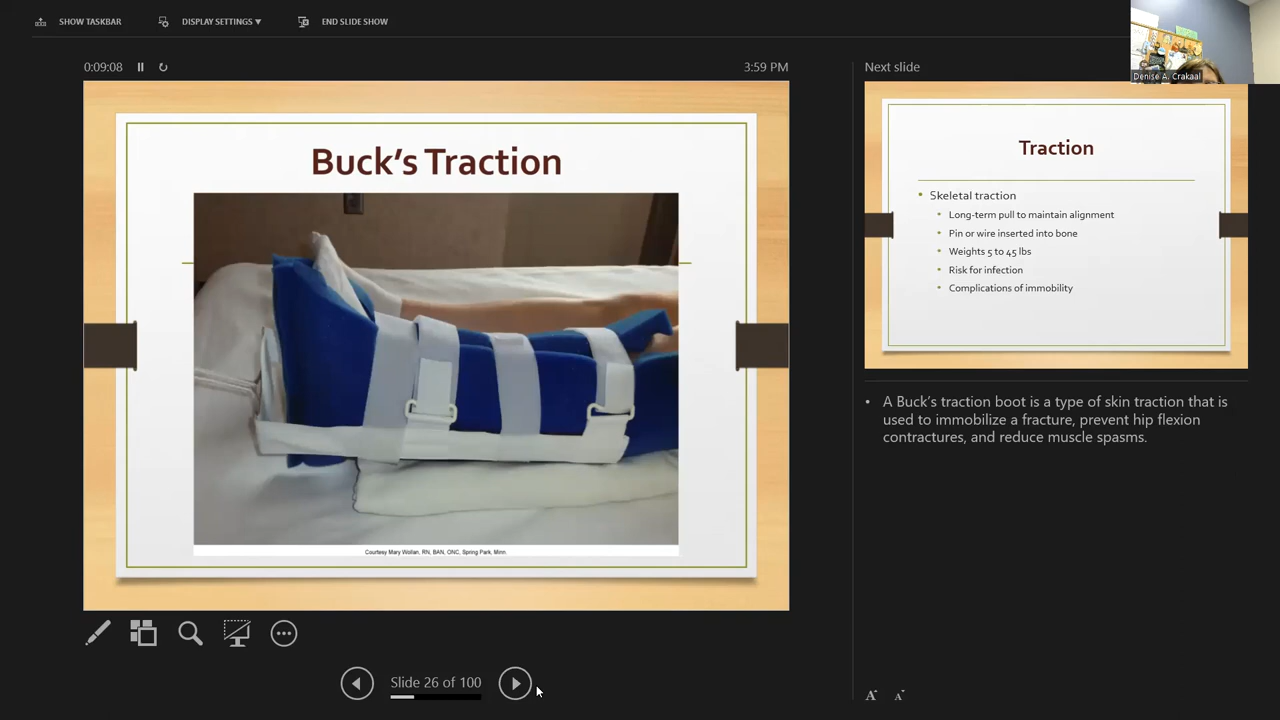 SHOW TASKBAR
DISPLAY SETTINGS ▼
END SLIDE SHOW
0:09:08
3:59 PM
Next slide
Denise A. Crakaal
Buck's Traction
Courtesy Mary Wollan, RN, BAN, ONC, Spring Park, Minn.
Traction
• Skeletal traction
• Long-term pull to maintain alignment
• Pin or wire inserted into bone
• Weights 5 to 45 lbs
• Risk for infection
• Complications of immobility
• A Buck's traction boot is a type of skin traction that is
used to immobilize a fracture, prevent hip flexion
contractures, and reduce muscle spasms.
Slide 26 of 100
A A